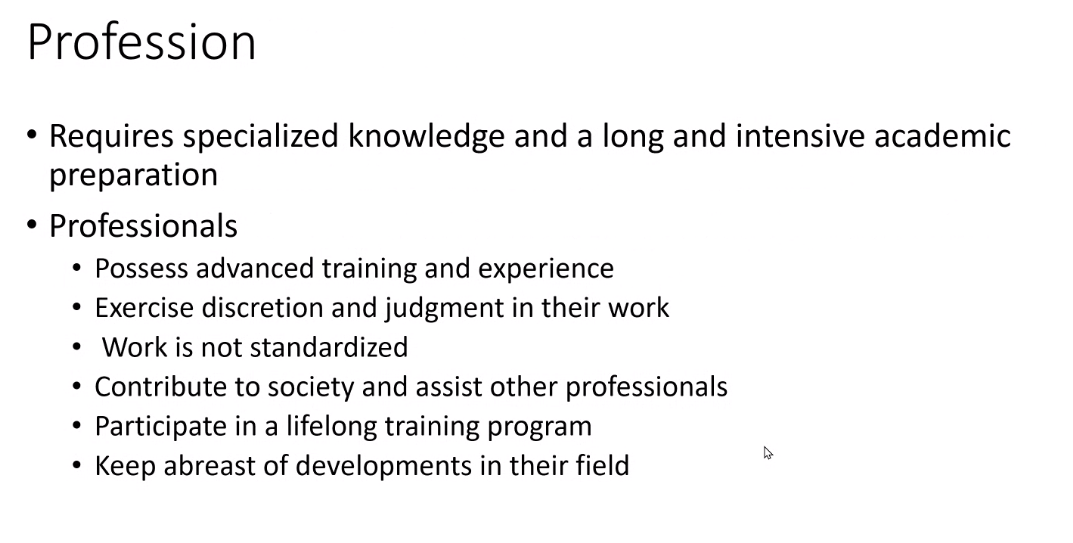 Profession
• Requires specialized knowledge and a long and intensive academic
preparation
• Professionals
• Possess advanced training and experience
• Exercise discretion and judgment in their work
• Work is not standardized
• Contribute to society and assist other professionals
• Participate in a lifelong training program
• Keep abreast of developments in their field